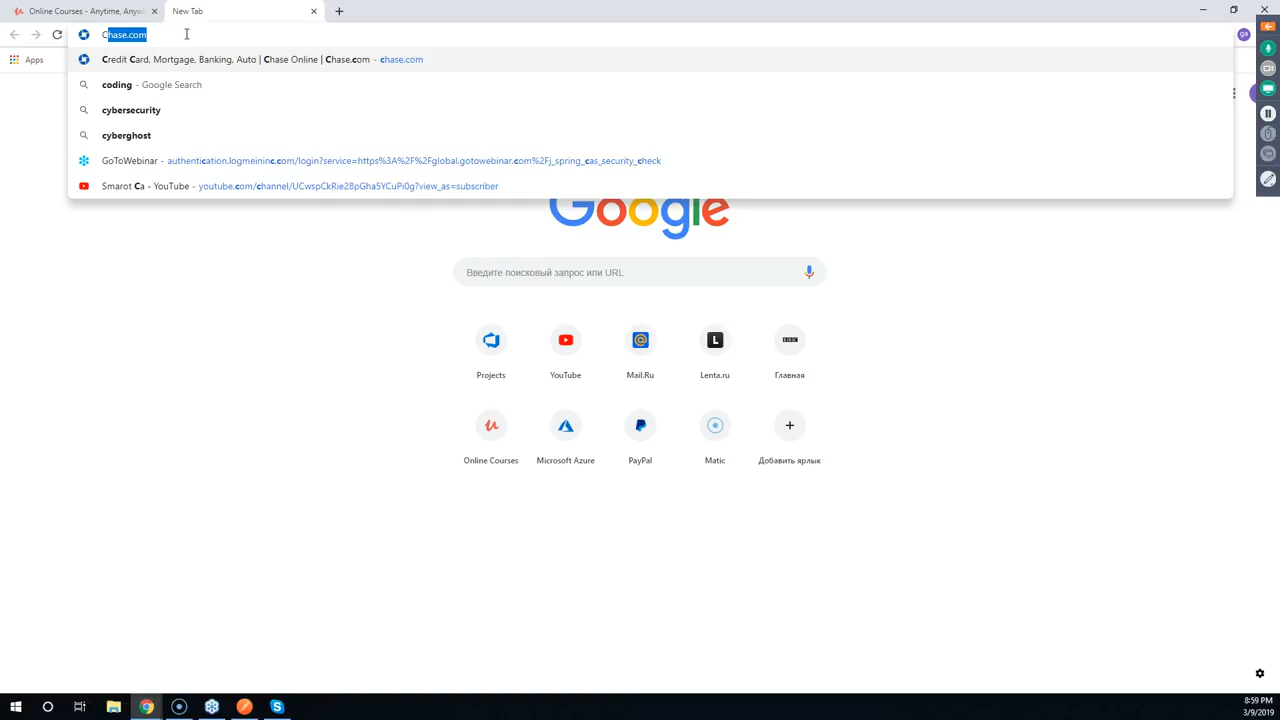 Online Courses - Anytime, Anyw
New Tab
Chase.com
ga
Apps
Credit Card, Mortgage, Banking, Auto | Chase Online | Chase.com - chase.com
coding - Google Search
cybersecurity
cyberghost
GoToWebinar - authentication.logmeininc.com/login?service=https%3A%2F%2Fglobal.gotowebinar.com%2Fj_spring_cas_security_check
Smarot Ca - YouTube - youtube.com/channel/UCwspCkRie28pGha5YCuPi0g?view_as=subscriber
Google
Введите поисковый запрос или URL
BBC
Projects
YouTube
Mail.Ru
Lenta.ru
Главная
Online Courses
Microsoft Azure
PayPal
Matic
Добавить ярлык
8:59 PM
3/9/2019